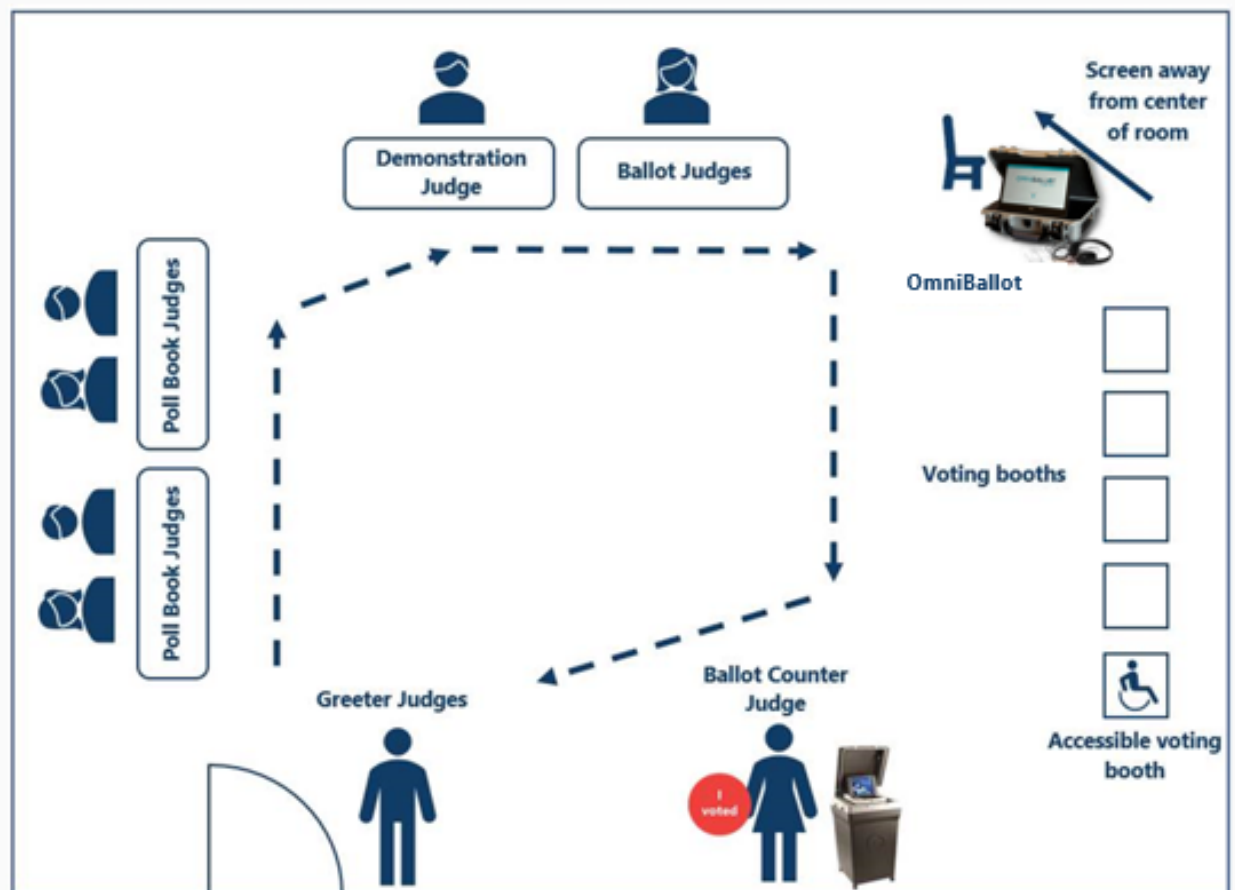 Screen away
from center
of room
Demonstration
Judge
Ballot Judges
OmniBallot
Poll Book Judges
Poll Book Judges
Voting booths
Greeter Judges
Ballot Counter
Judge
I
voted
Accessible voting
booth